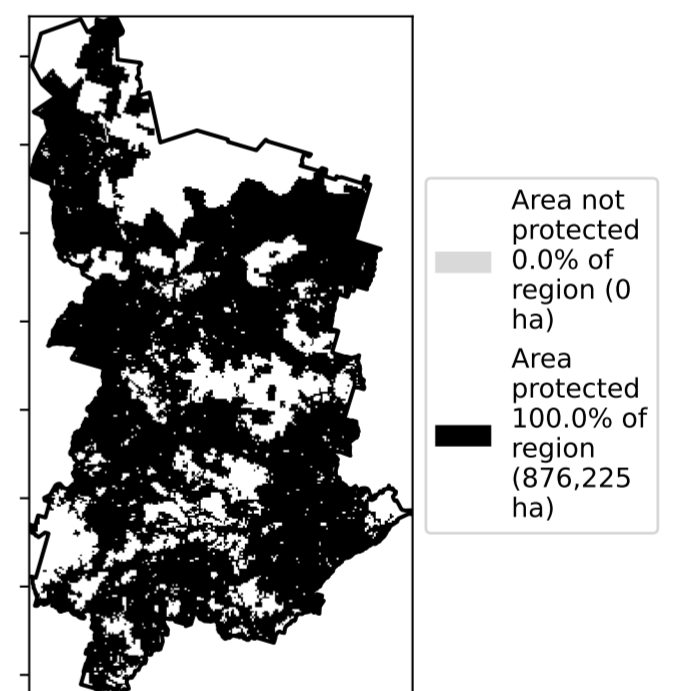 Area not
protected
0.0% of
region (0
ha)
Area
protected
100.0% of
region
(876,225
ha)